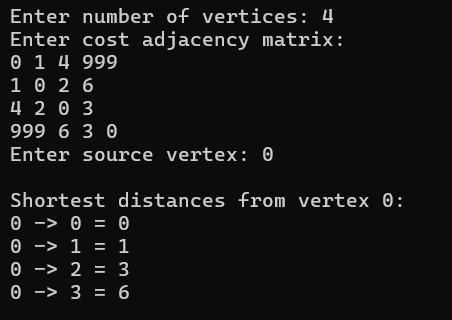 Enter number of vertices: 4
Enter cost adjacency matrix:
0 1 4 999
1 0 2 6
4 2 0 3
999 6 3 0
Enter source vertex: 0
Shortest distances from vertex 0:
0 -> 0 = 0
0 -> 1 = 1
0 -> 2 = 3
0 -> 3 = 6